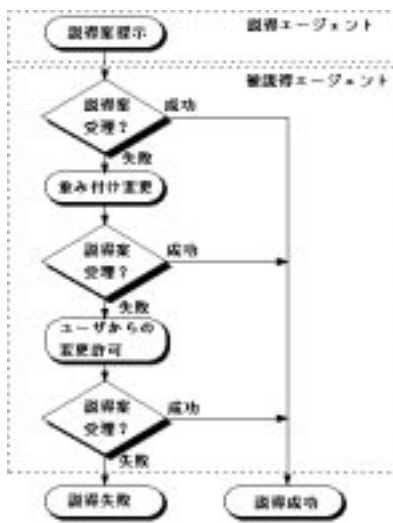 説得エージェント
説得案提示
被説得エージェント
説得案
受理?
成功
失敗
重み付け変更
説得案
受理?
成功
失敗
ユーザからの
変更許可
説得案
受理?
成功
失敗
説得失敗
説得成功